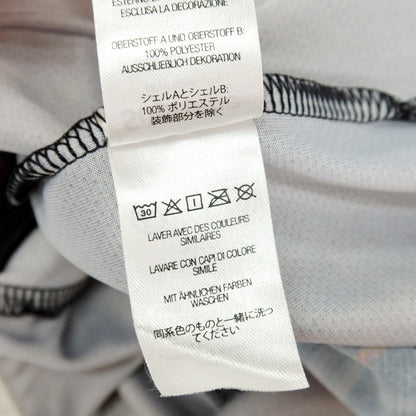 ESTERNO
ESCLUSA LA DECORAZIONE
OBERSTOFF A UND OBERSTOFF B:
100% POLYESTER
AUSSCHLIEßLICH DEKORATION
シェルAとシェルB:
100% ポリエステル
装飾部分を除く
30
LAVER AVEC DES COULEURS
SIMILAIRES
LAVARE CON CAPI DI COLORE
SIMILE
MIT ÄHNLICHEN FARBEN
WASCHEN
同系色のものと一緒に洗っ
てください